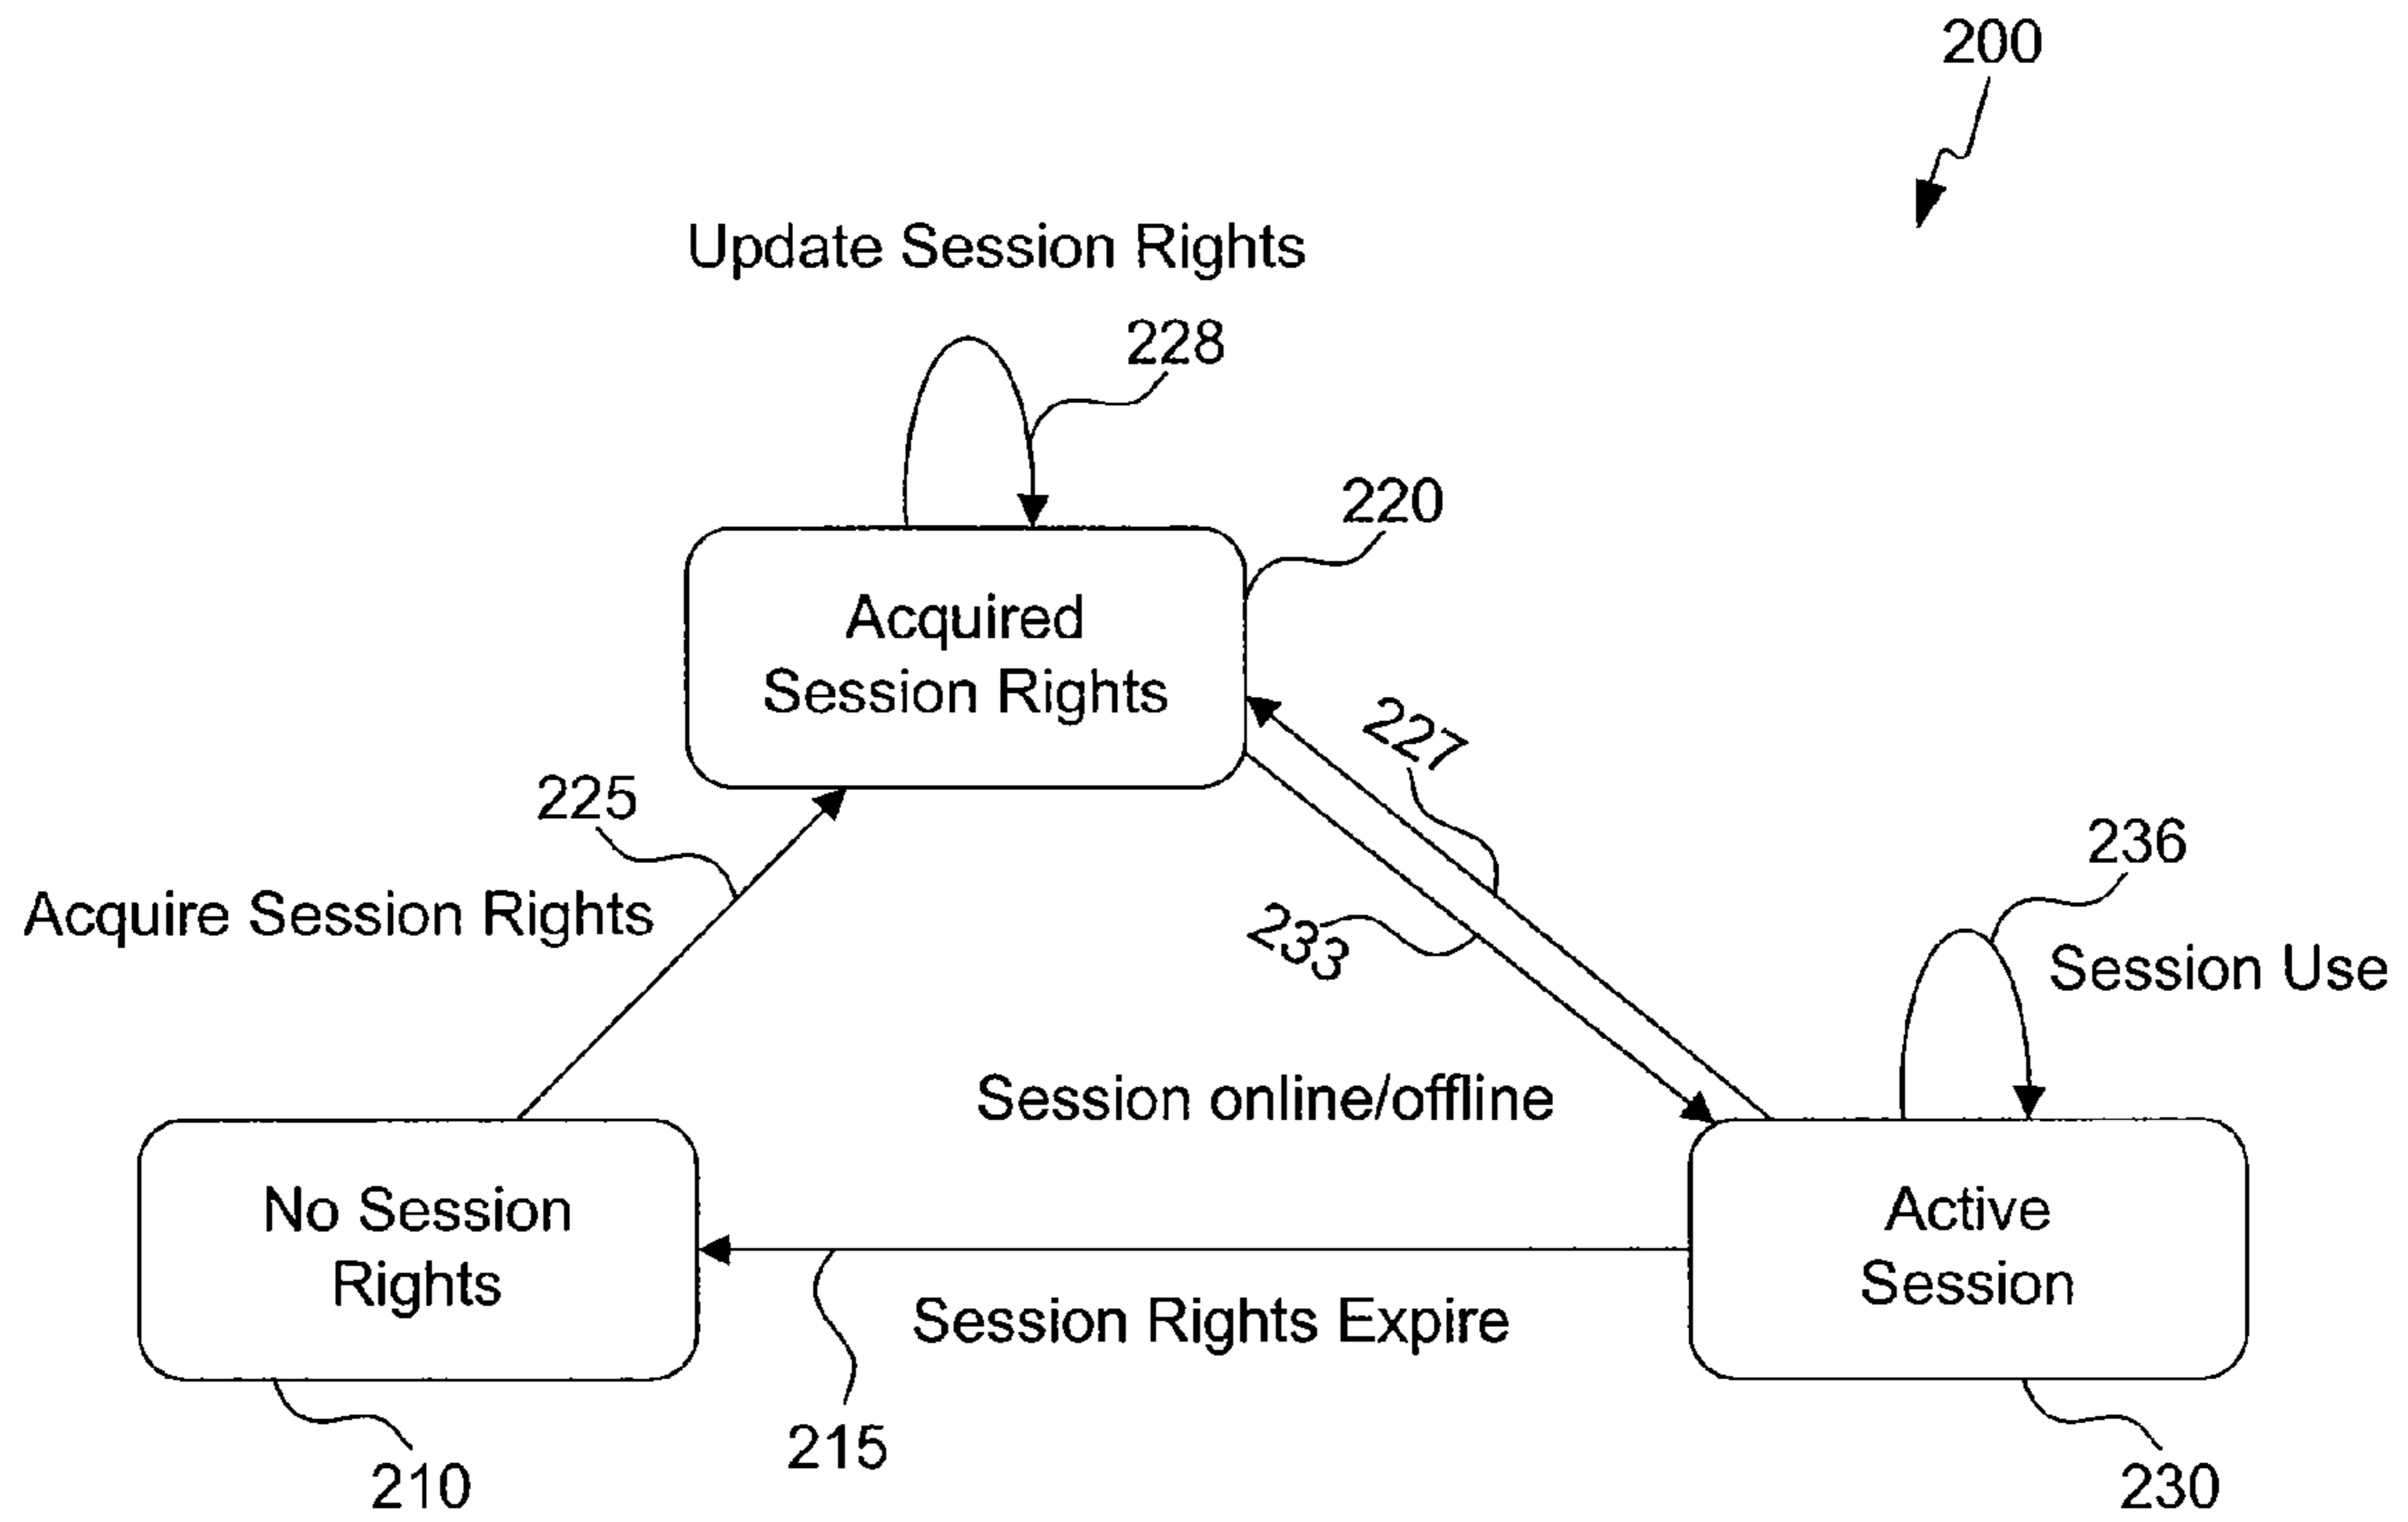 200
Update Session Rights
228
220
Acquired
Session Rights
227
225
236
Acquire Session Rights
233
Session Use
Session online/offline
No Session
Rights
Active
Session
Session Rights Expire
215
210
230